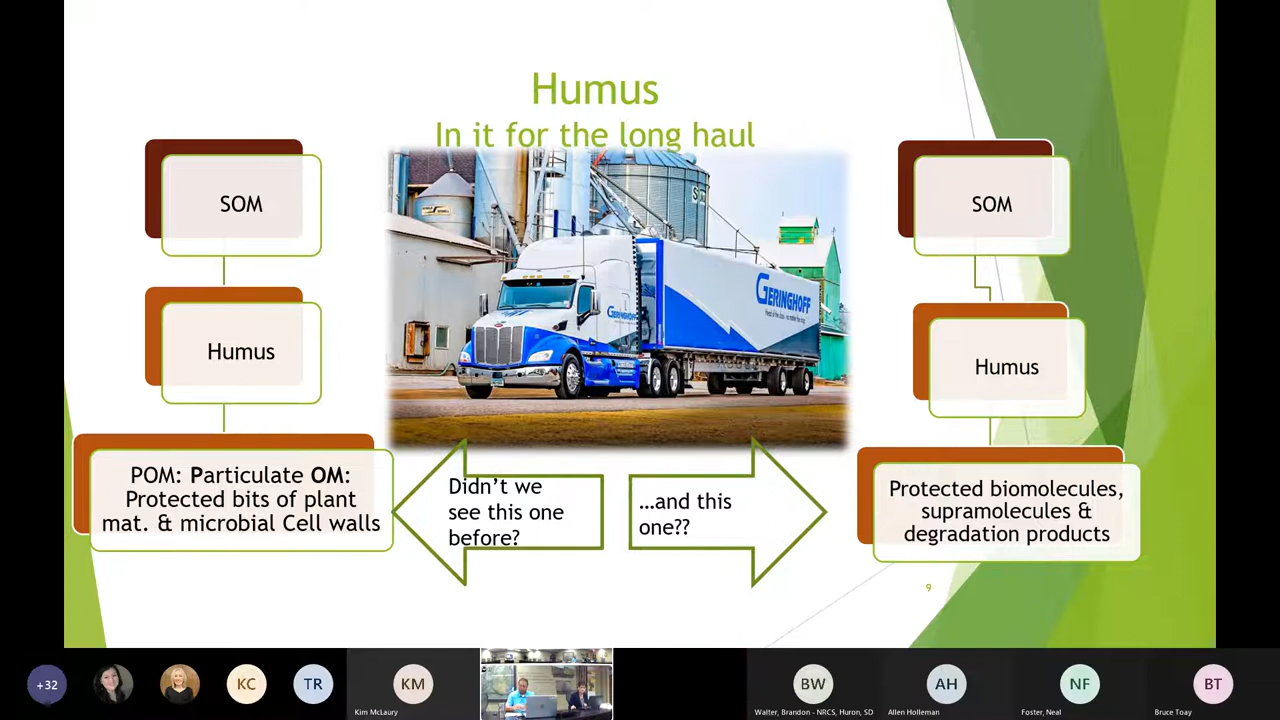 Humus
In it for the long haul
SOM
Humus
POM: Particulate OM:
Protected bits of plant
mat. & microbial Cell walls
GERINGHOFF
GERINGHOFF
Didn't we
see this one
before?
…and this
one??
SOM
Humus
Protected biomolecules,
supramolecules &
degradation products
9
+32
KC
TR
KM
Kim McLaury
BW
Walter, Brandon - NRCS, Huron, SD
AH
Allen Holleman
NF
Foster, Neal
BT
Bruce Toay